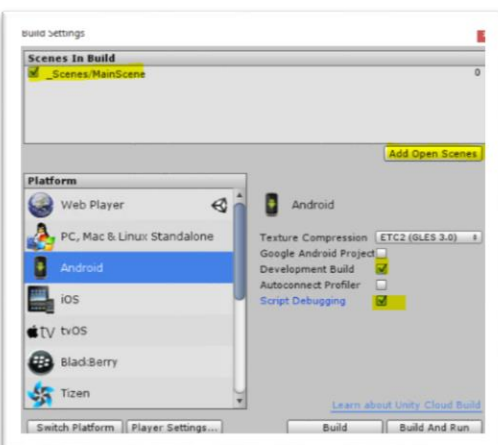 Build Settings
Scenes In Build
_Scenes/MainScene 0
Add Open Scenes
Platform
Web Player
PC, Mac & Linux Standalone
Android
iOS
tv tvOS
BlackBerry
Tizen
Android
Texture Compression ETC2 (GLES 3.0)
Google Android Project
Development Build
Autoconnect Profiler
Script Debugging
Learn about Unity Cloud Build
Switch Platform Player Settings... Build Build And Run